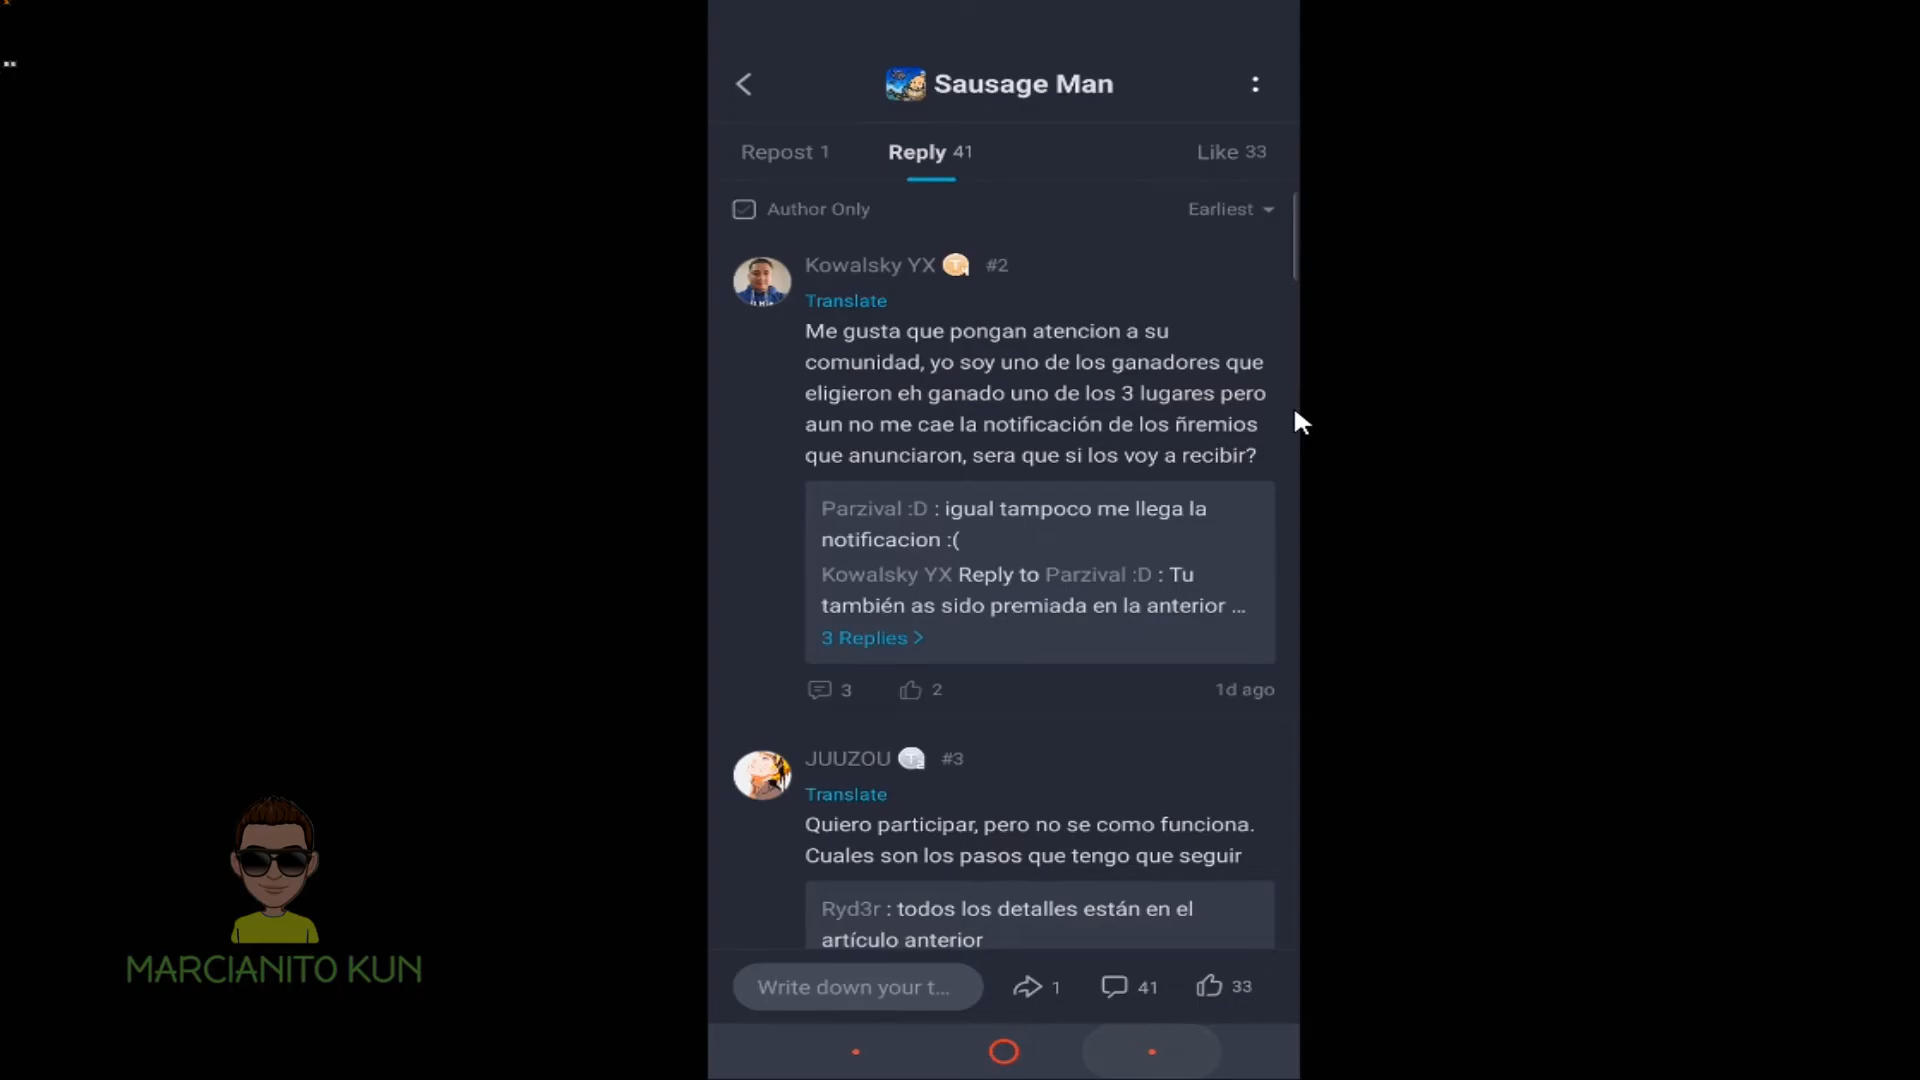 Sausage Man
Repost 1
Reply 41
Like 33
Author Only
Earliest
Kowalsky YX #2
Translate
Me gusta que pongan atencion a su
comunidad, yo soy uno de los ganadores que
eligieron eh ganado uno de los 3 lugares pero
aun no me cae la notificación de los ñremios
que anunciaron, sera que si los voy a recibir?
Parzival :D : igual tampoco me llega la
notificacion :(
Kowalsky YX Reply to Parzival :D : Tu
también as sido premiada en la anterior ...
3 Replies >
3
2
1d ago
JUUZOU #3
Translate
Quiero participar, pero no se como funciona.
Cuales son los pasos que tengo que seguir
Ryd3r : todos los detalles están en el
artículo anterior
Write down your t...
1
41
33
MARCIANITO KUN